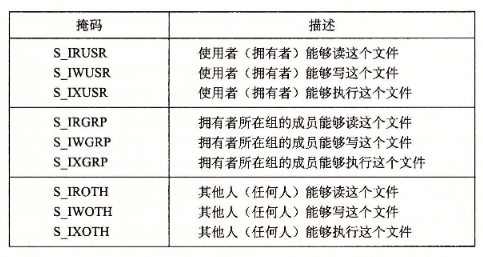 掩码 描述
S_IRUSR 使用者（拥有者）能够读这个文件
S_IWUSR 使用者（拥有者）能够写这个文件
S_IXUSR 使用者（拥有者）能够执行这个文件
S_IRGRP 拥有者所在组的成员能够读这个文件
S_IWGRP 拥有者所在组的成员能够写这个文件
S_IXGRP 拥有者所在组的成员能够执行这个文件
S_IROTH 其他人（任何人）能够读这个文件
S_IWOTH 其他人（任何人）能够写这个文件
S_IXOTH 其他人（任何人）能够执行这个文件